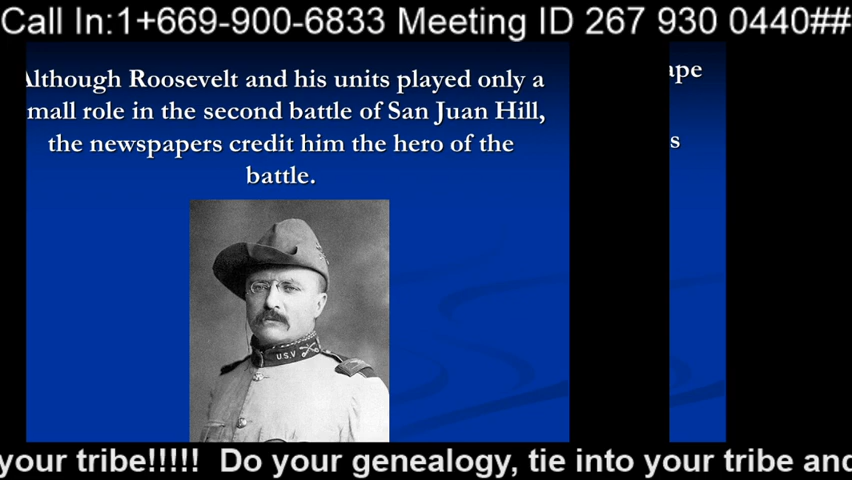 Call In:1+669-900-6833 Meeting ID 267 930 0440##
Although Roosevelt and his units played only a
small role in the second battle of San Juan Hill,
the newspapers credit him the hero of the
battle.
U.S.V
your tribe!!!!!  Do your genealogy, tie into your tribe and